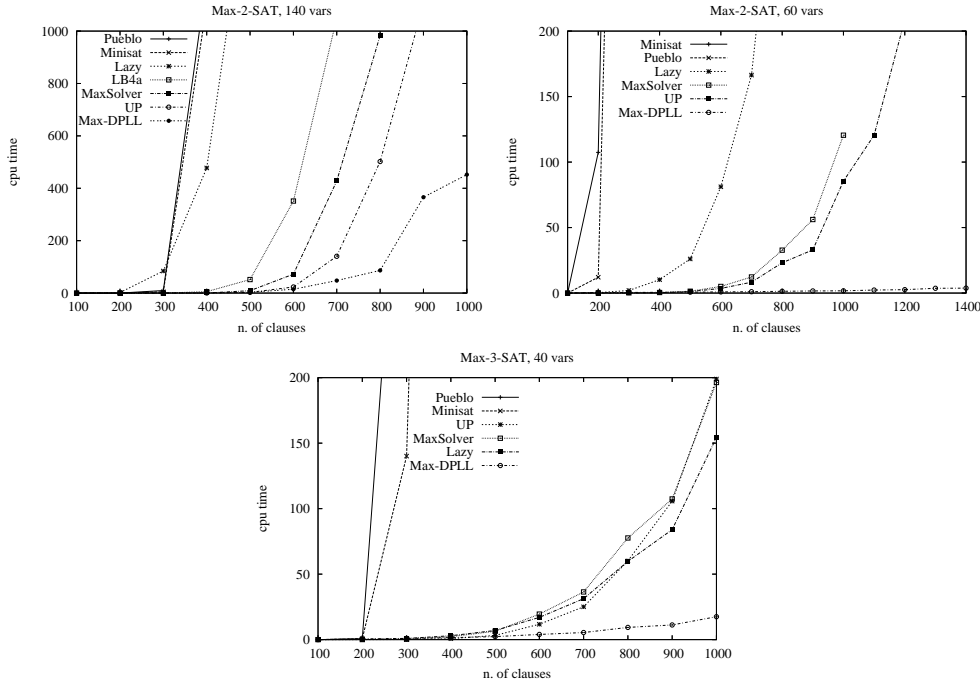 Max-2-SAT, 140 vars
1000
800
600
400
200
0
cpu time
Pueblo
Minisat
Lazy
LB4a
MaxSolver
UP
Max-DPLL
100 200 300 400 500 600 700 800 900 1000
n. of clauses
Max-2-SAT, 60 vars
200
150
100
50
0
cpu time
Minisat
Pueblo
Lazy
MaxSolver
UP
Max-DPLL
200 400 600 800 1000 1200 1400
n. of clauses
Max-3-SAT, 40 vars
200
150
100
50
0
cpu time
Pueblo
Minisat
UP
MaxSolver
Lazy
Max-DPLL
100 200 300 400 500 600 700 800 900 1000
n. of clauses